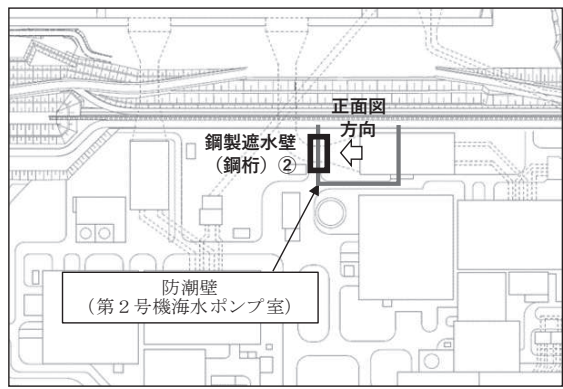 正面図
方向
鋼製遮水壁
（鋼桁）②
防潮壁
（第２号機海水ポンプ室）